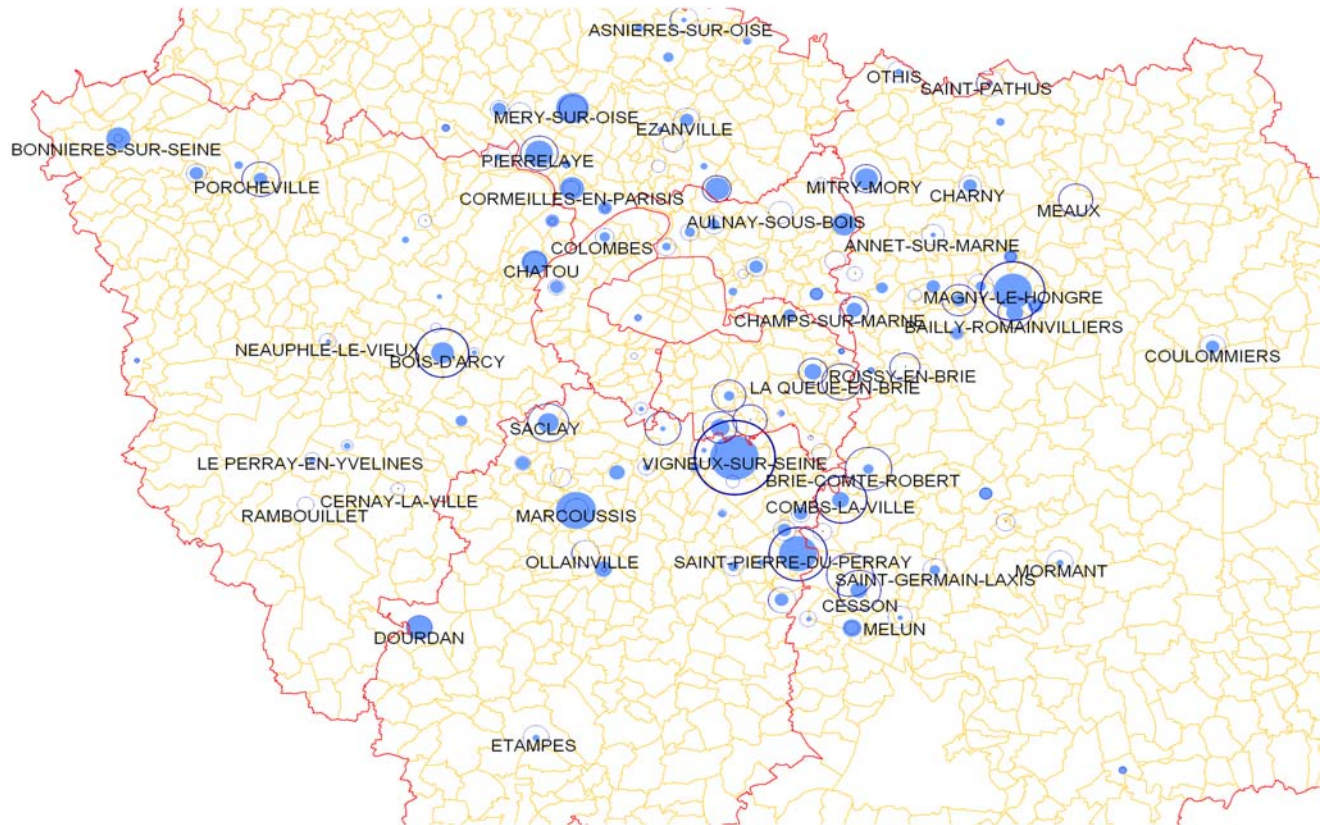 ASNIERES-SUR-OISE
OTHIS
SAINT-PATHUS
MERY-SUR-OISE
EZANVILLE
BONNIERES-SUR-SEINE
PIERRELAYE
PORCHEVILLE
MITRY-MORY
CHARNY
CORMEILLES-EN-PARISIS
MEAUX
AULNAY-SOUS-BOIS
COLOMBES
ANNET-SUR-MARNE
CHATOU
MAGNY-LE-HONGRE
CHAMPS-SUR-MARNE
BAILLY-ROMAINVILLIERS
NEAUPHLE-LE-VIEUX
COULOMMIERS
BOIS-D'ARCY
ROISSY-EN-BRIE
LA QUEUE-EN-BRIE
SACLAY
LE PERRAY-EN-YVELINES
VIGNEUX-SUR-SEINE
BRIE-COMTE-ROBERT
CERNAY-LA-VILLE
COMBS-LA-VILLE
RAMBOUILLET
MARCOUSSIS
OLLAINVILLE
SAINT-PIERRE-DU-PERRAY
MORMANT
SAINT-GERMAIN-LAXIS
CESSON
MELUN
DOURDAN
ETAMPES